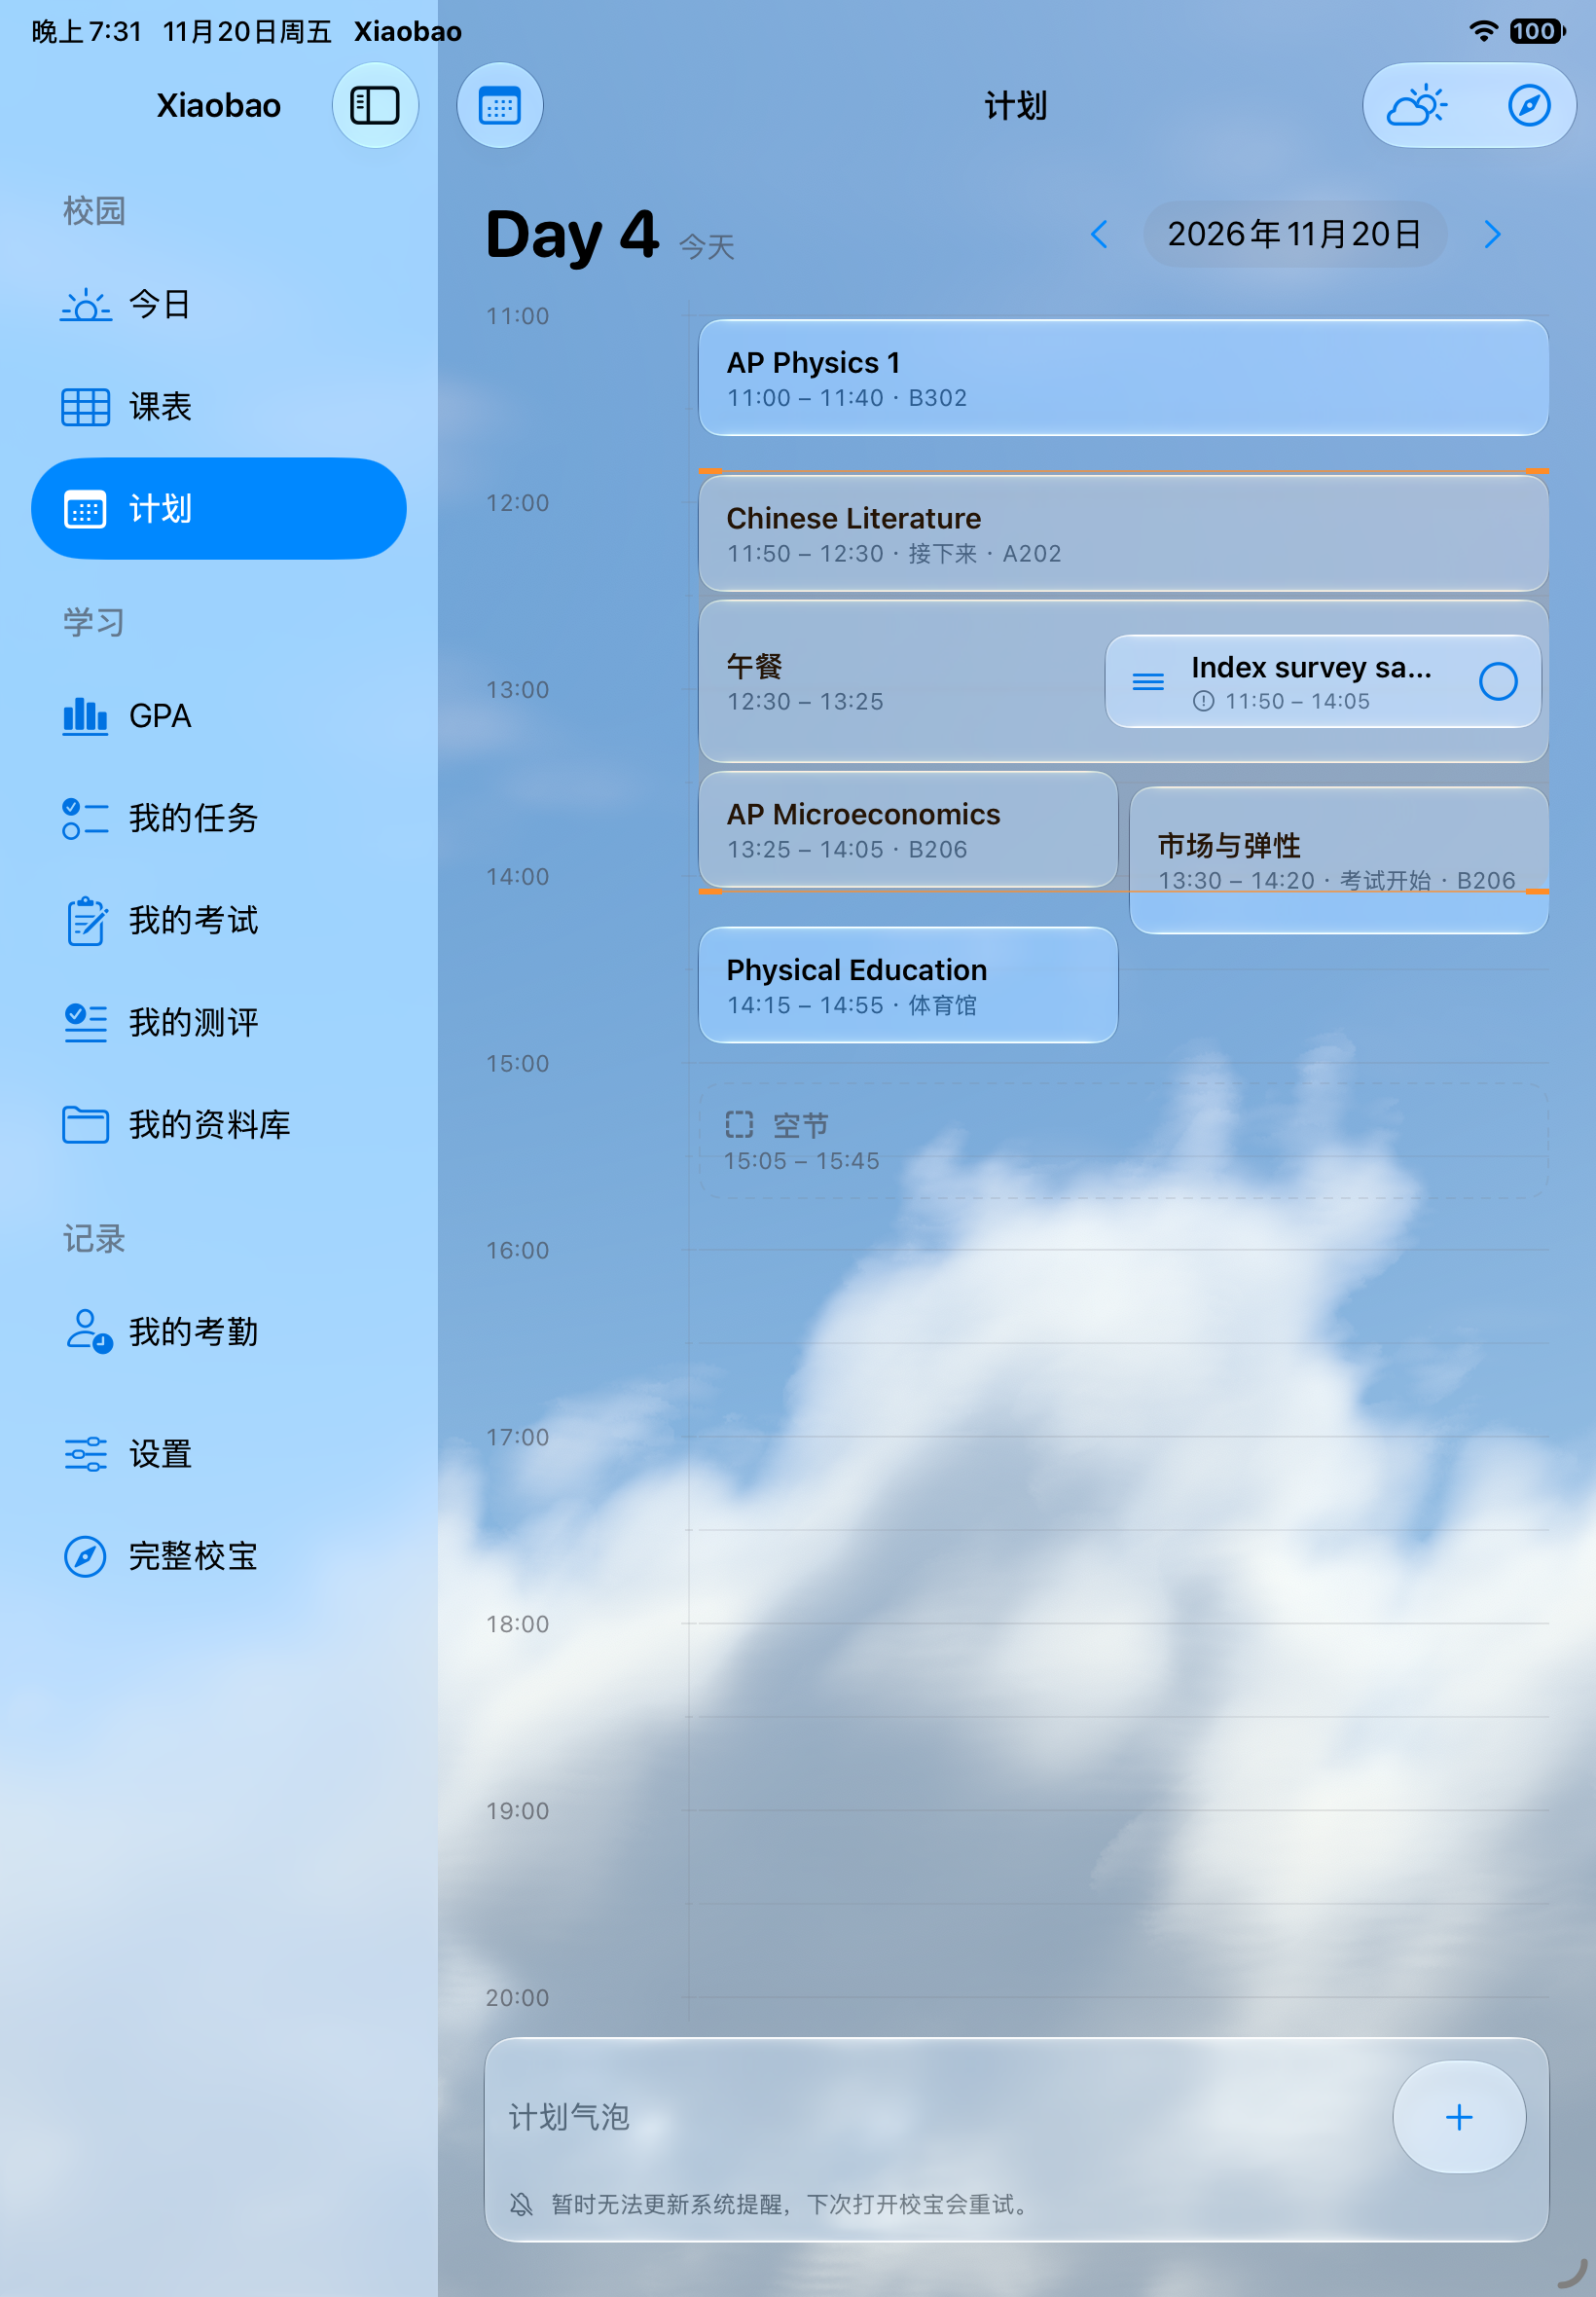 晚上7:31 11月20日周五 Xiaobao
100
Xiaobao
计划
校园
今日
课表
计划
学习
GPA
我的任务
我的考试
我的测评
我的资料库
记录
我的考勤
设置
完整校宝
Day 4 今天
2026年11月20日
11:00
AP Physics 1
11:00 – 11:40 · B302
12:00
Chinese Literature
11:50 – 12:30 · 接下来 · A202
13:00
午餐
12:30 – 13:25
Index survey sa...
11:50 – 14:05
AP Microeconomics
13:25 – 14:05 · B206
市场与弹性
13:30 – 14:20 · 考试开始 · B206
14:00
Physical Education
14:15 – 14:55 · 体育馆
15:00
空节
15:05 – 15:45
16:00
17:00
18:00
19:00
20:00
计划气泡
暂时无法更新系统提醒，下次打开校宝会重试。